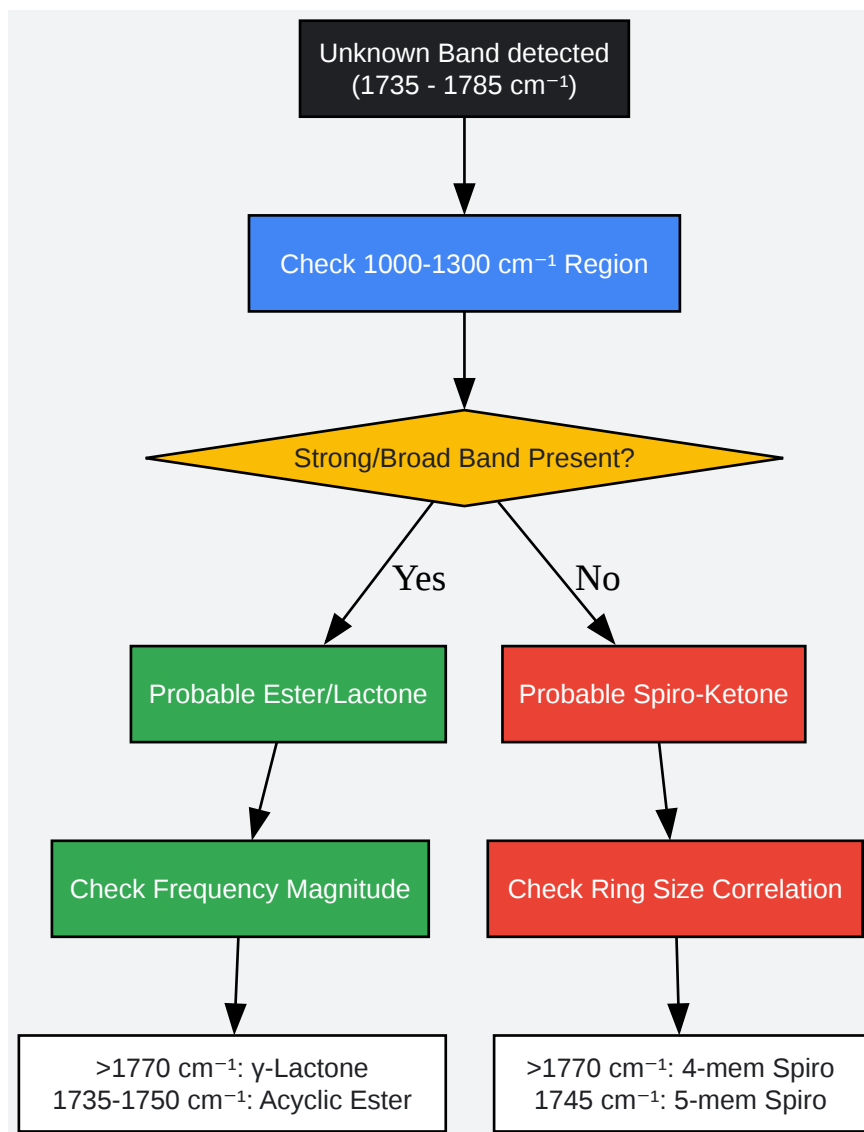 Unknown Band detected
(1735 - 1785 cm⁻¹)
Check 1000-1300 cm⁻¹ Region
Strong/Broad Band Present?
Yes
No
Probable Ester/Lactone
Probable Spiro-Ketone
Check Frequency Magnitude
Check Ring Size Correlation
>1770 cm⁻¹: γ-Lactone
1735-1750 cm⁻¹: Acyclic Ester
>1770 cm⁻¹: 4-mem Spiro
1745 cm⁻¹: 5-mem Spiro